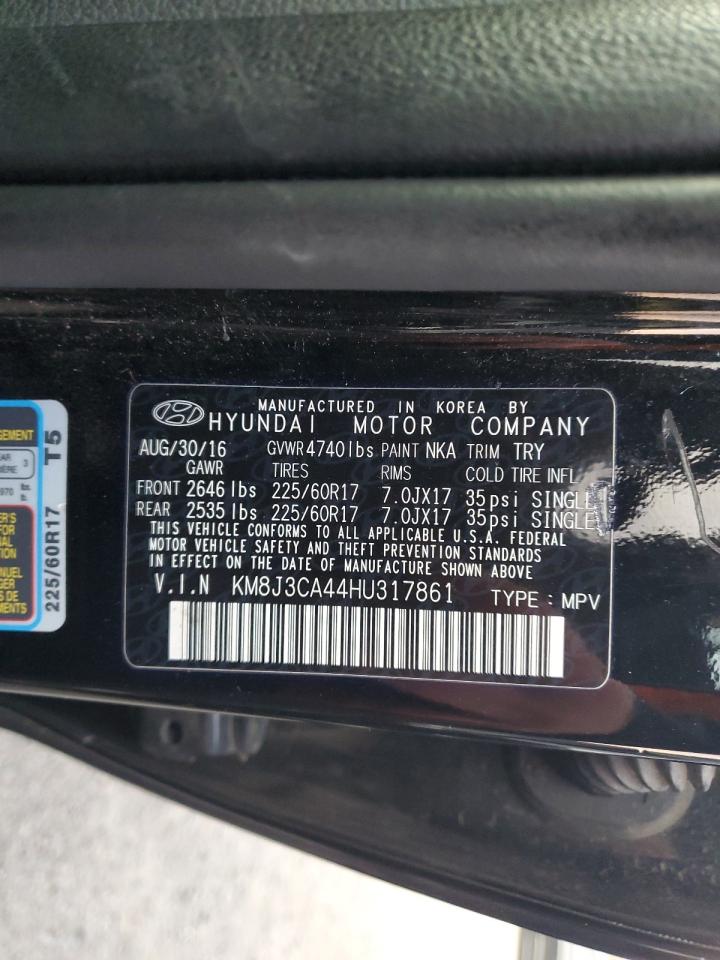 MANUFACTURED IN KOREA BY
HYUNDAI MOTOR COMPANY
AUG/30/16 GVWR 4740 lbs PAINT NKA TRIM TRY
GAWR TIRES RIMS COLD TIRE INFL
FRONT 2646 lbs 225/60R17 7.0JX17 35psi SINGLE
REAR 2535 lbs 225/60R17 7.0JX17 35psi SINGLE
THIS VEHICLE CONFORMS TO ALL APPLICABLE U.S.A. FEDERAL
MOTOR VEHICLE SAFETY AND THEFT PREVENTION STANDARDS
IN EFFECT ON THE DATE OF MANUFACTURE SHOWN ABOVE
V.I.N KM8J3CA44HU317861 TYPE : MPV
225/60R17 T5
3
970 lbs.